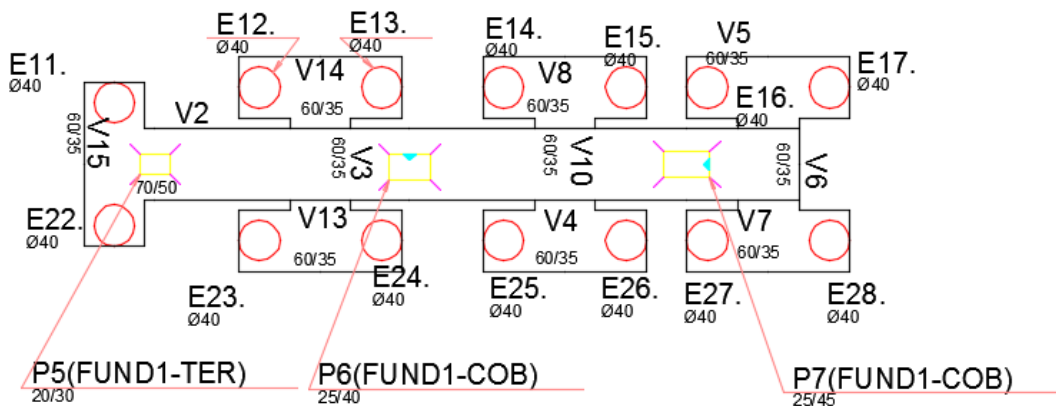 E12.
Ø40
E13.
Ø40
E14.
Ø40
E15.
Ø40
V5
60/35
E11.
Ø40
V14
60/35
V8
60/35
E17.
Ø40
E16.
Ø40
V2
V15
60/35
V3
60/35
V10
60/35
V6
60/35
70/50
E22.
Ø40
V13
60/35
V4
60/35
V7
60/35
E23.
Ø40
E24.
Ø40
E25.
Ø40
E26.
Ø40
E27.
Ø40
E28.
Ø40
P5(FUND1-TER)
20/30
P6(FUND1-COB)
25/40
P7(FUND1-COB)
25/45